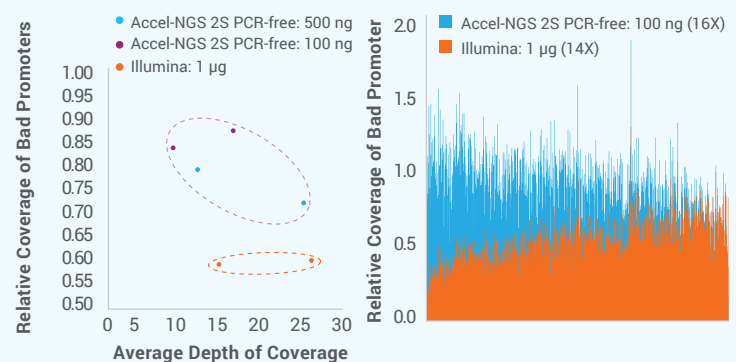 Accel-NGS 2S PCR-free: 500 ng
Accel-NGS 2S PCR-free: 100 ng
Illumina: 1 µg
Relative Coverage of Bad Promoters
1.00
0.95
0.90
0.85
0.80
0.75
0.70
0.65
0.60
0.55
0.50
0 5 10 15 20 25 30
Average Depth of Coverage
Accel-NGS 2S PCR-free: 100 ng (16X)
Illumina: 1 µg (14X)
Relative Coverage of Bad Promoter
2.0
1.5
1.0
0.5
0.0